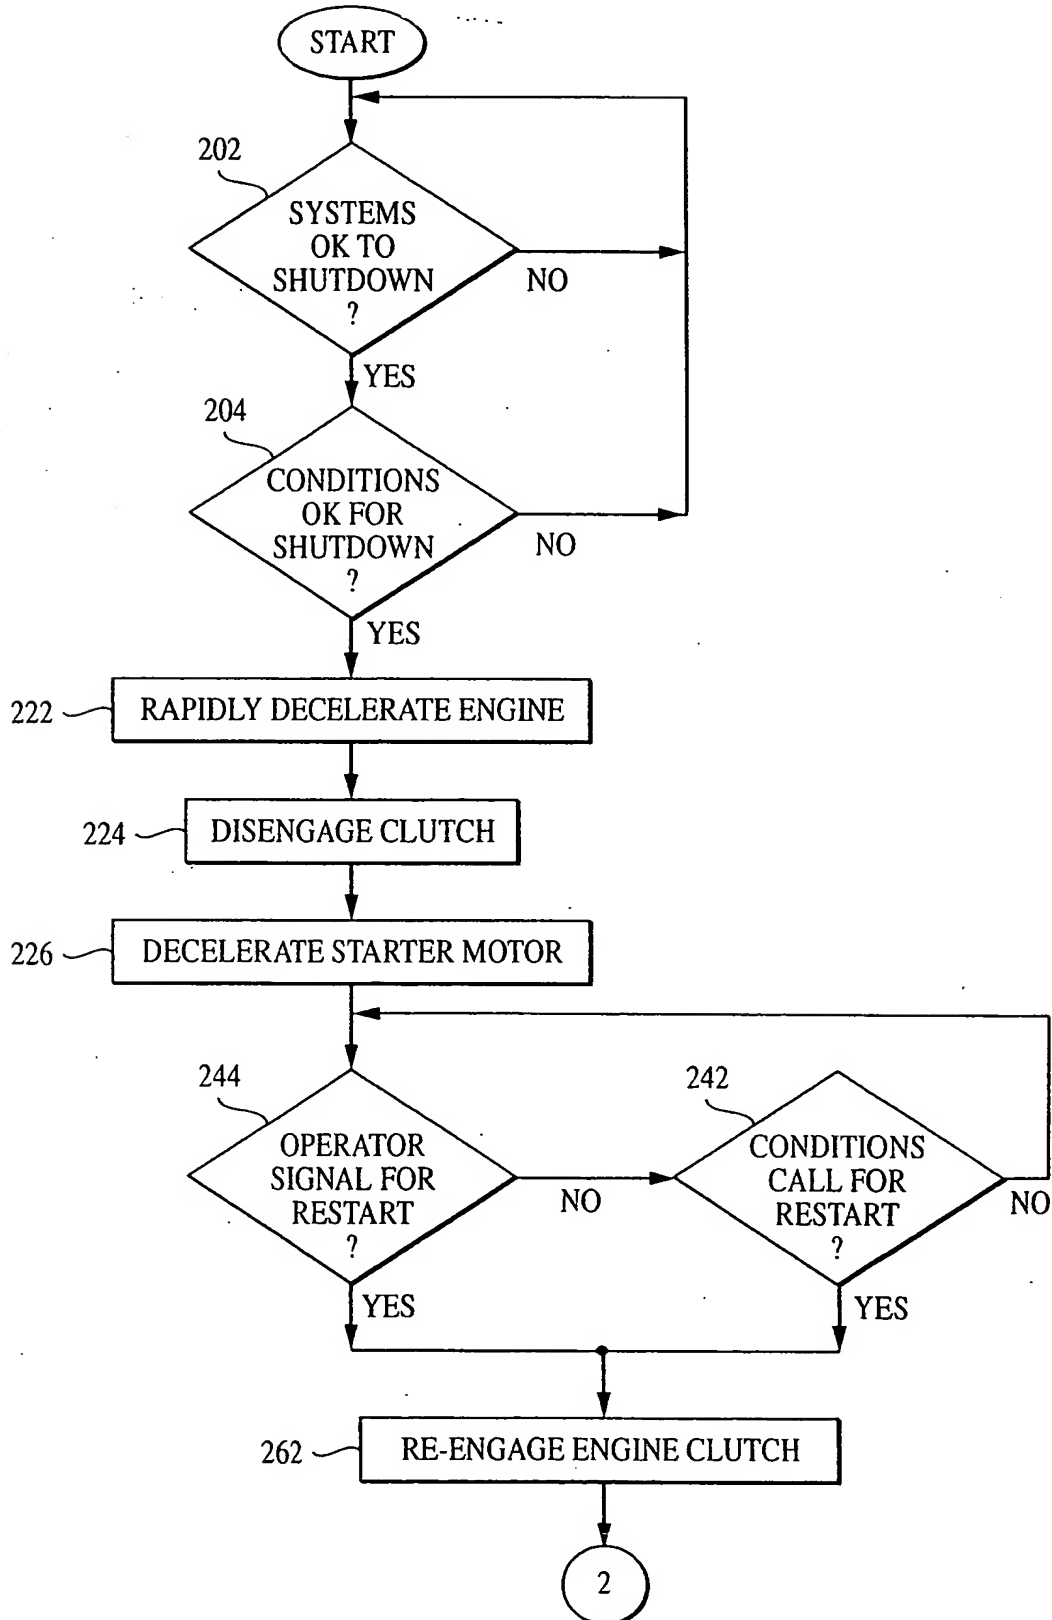 START
202
SYSTEMS
OK TO
SHUTDOWN
?
NO
YES
204
CONDITIONS
OK FOR
SHUTDOWN
?
NO
YES
222
RAPIDLY DECELERATE ENGINE
224
DISENGAGE CLUTCH
226
DECELERATE STARTER MOTOR
244
OPERATOR
SIGNAL FOR
RESTART
?
NO
YES
242
CONDITIONS
CALL FOR
RESTART
?
NO
YES
262
RE-ENGAGE ENGINE CLUTCH
2